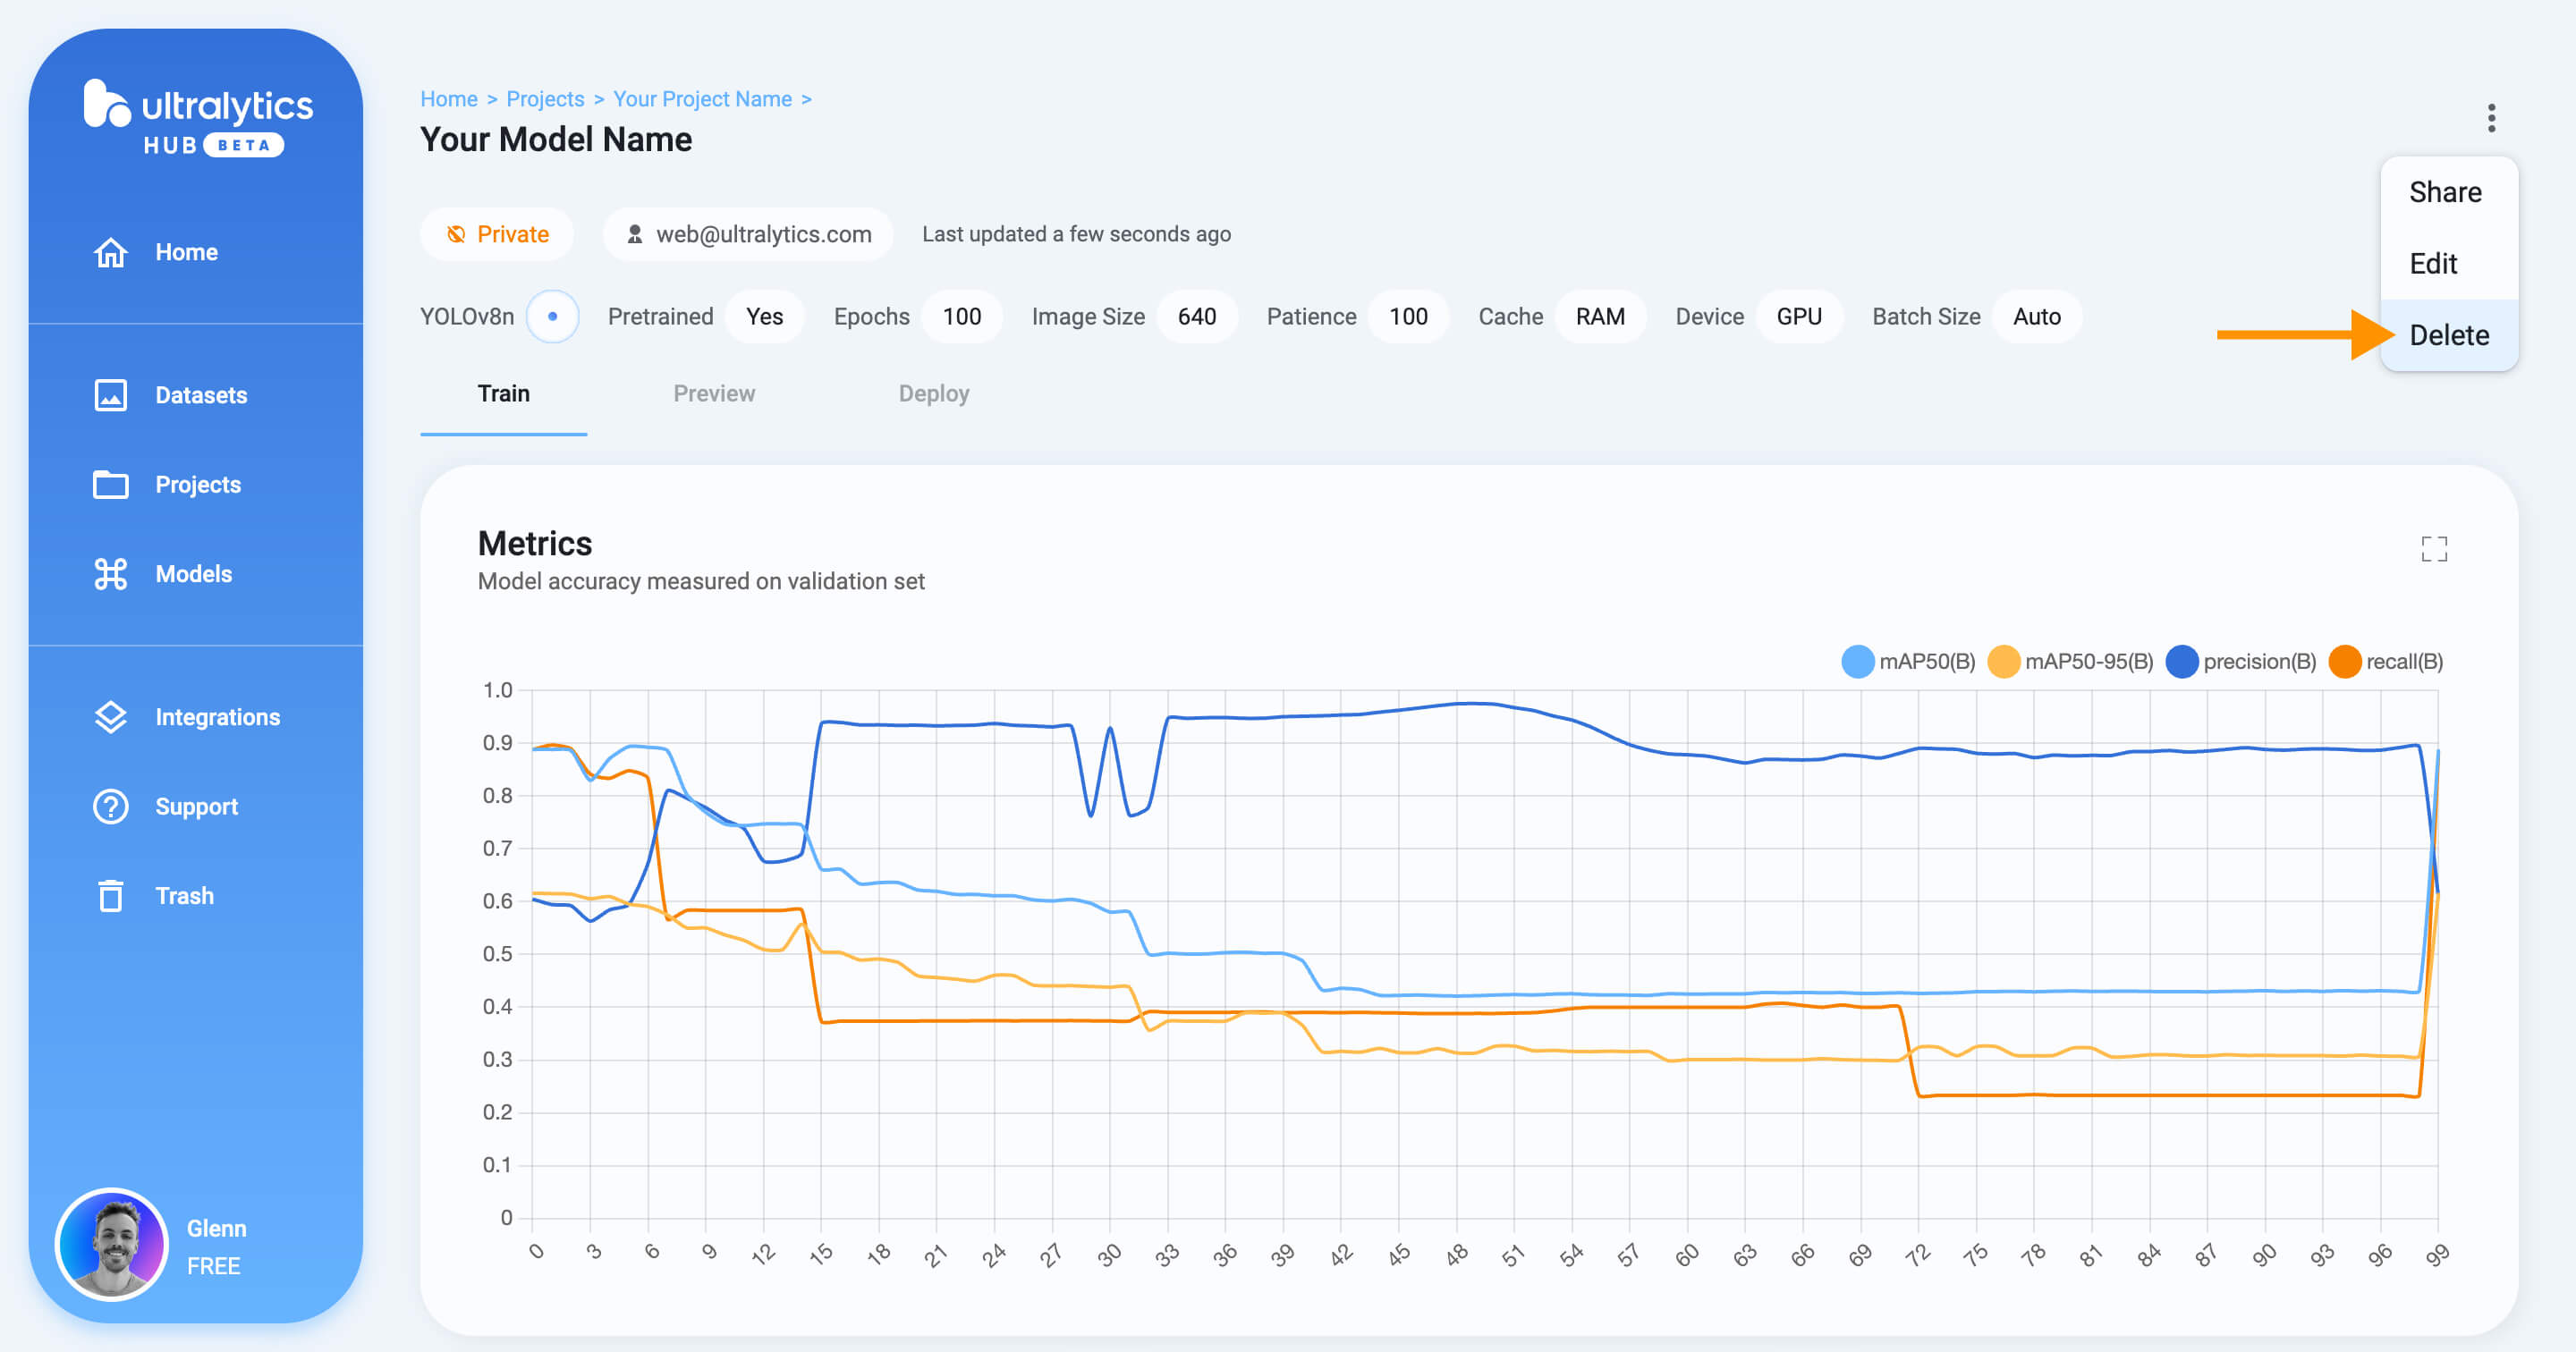 ultralytics
HUB BETA
Home
Datasets
Projects
Models
Integrations
Support
Trash
Glenn
FREE
Home > Projects > Your Project Name >
Your Model Name
Private web@ultralytics.com Last updated a few seconds ago
YOLOv8n Pretrained Yes Epochs 100 Image Size 640 Patience 100 Cache RAM Device GPU Batch Size Auto
Share
Edit
Delete
Train Preview Deploy
Metrics
Model accuracy measured on validation set
mAP50(B) mAP50-95(B) precision(B) recall(B)
1.0
0.9
0.8
0.7
0.6
0.5
0.4
0.3
0.2
0.1
0
0 3 6 9 12 15 18 21 24 27 30 33 36 39 42 45 48 51 54 57 60 63 66 69 72 75 78 81 84 87 90 93 96 99